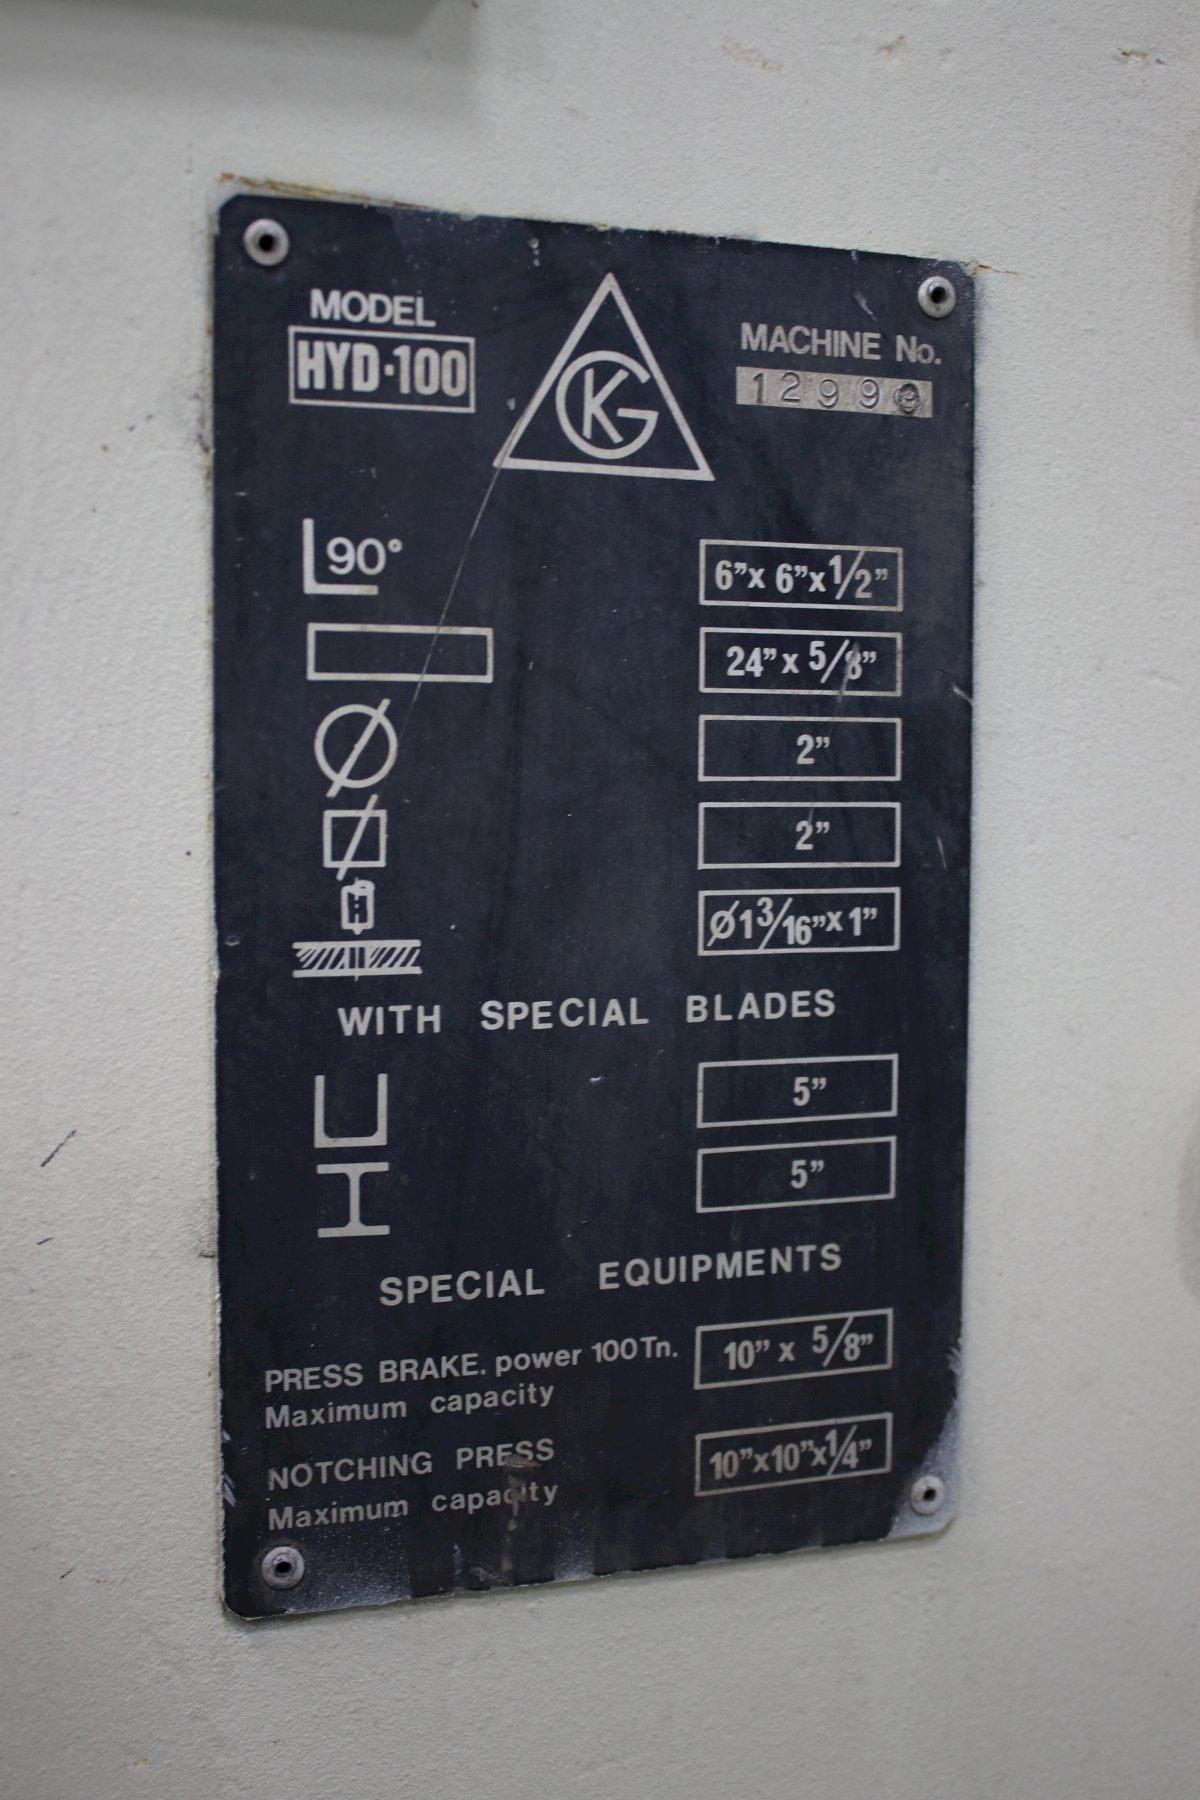 MODEL
HYD·100
KG
MACHINE No.
90°
6”x 6”x 1/2”
24” x 5/8”
2”
2”
Ø1 3/16”x 1”
WITH SPECIAL BLADES
5”
5”
SPECIAL EQUIPMENTS
PRESS BRAKE. power 100Tn.
Maximum capacity
10” x 5/8”
NOTCHING PRESS
Maximum capacity
10”x10”x1/4”